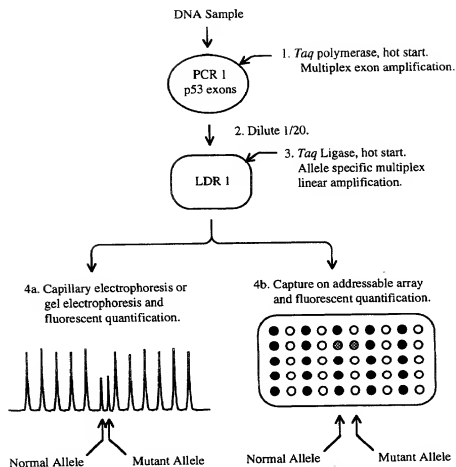 DNA Sample
1. Taq polymerase, hot start.
Multiplex exon amplification.
PCR 1
p53 exons
2. Dilute 1/20.
3. Taq Ligase, hot start.
Allele specific multiplex
linear amplification.
LDR 1
4a. Capillary electrophoresis or
gel electrophoresis and
fluorescent quantification.
4b. Capture on addressable array
and fluorescent quantification.
Normal Allele
Mutant Allele
Normal Allele
Mutant Allele